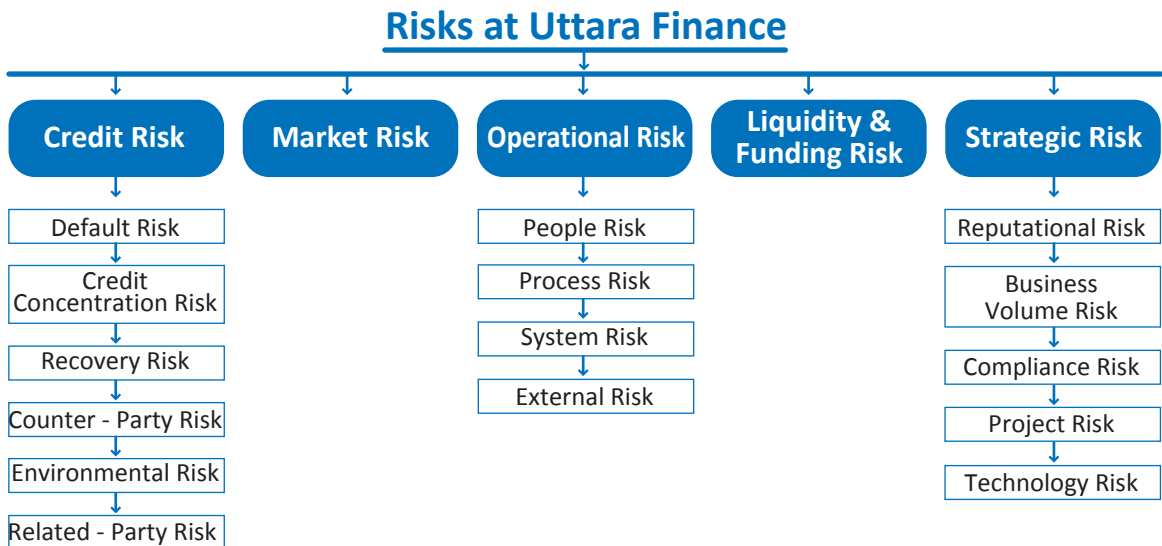 Risks at Uttara Finance
Credit Risk
Market Risk
Operational Risk
Liquidity &
Funding Risk
Strategic Risk
Default Risk
Credit
Concentration Risk
Recovery Risk
Counter - Party Risk
Environmental Risk
Related - Party Risk
People Risk
Process Risk
System Risk
External Risk
Reputational Risk
Business
Volume Risk
Compliance Risk
Project Risk
Technology Risk